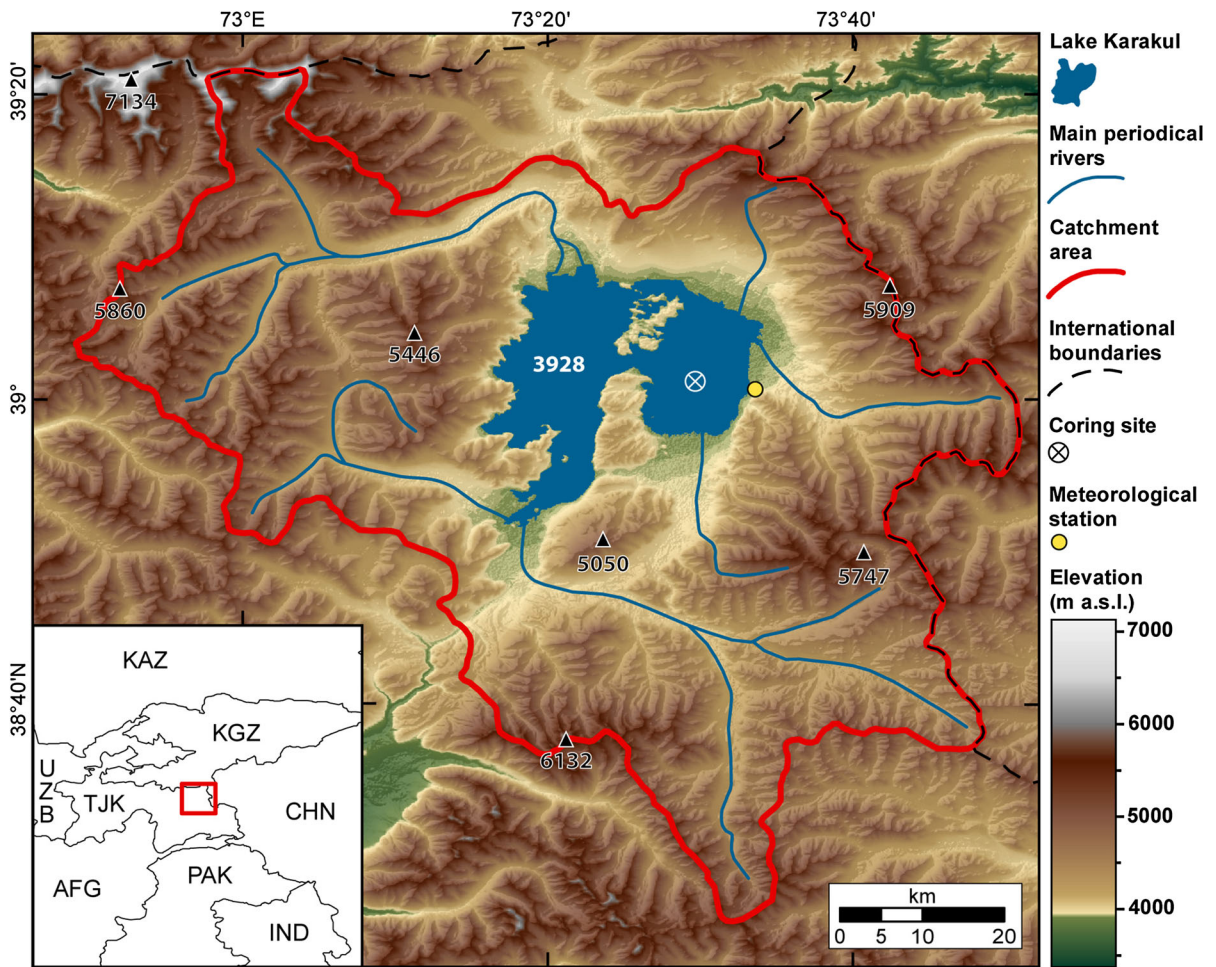 73°E
73°20'
73°40'
39°20'
39°
38°40'N
7134
5860
5446
5909
3928
5050
5747
6132
Lake Karakul
Main periodical
rivers
Catchment
area
International
boundaries
Coring site
Meteorological
station
Elevation
(m a.s.l.)
7000
6000
5000
4000
KAZ
KGZ
U
Z
B
TJK
CHN
AFG
PAK
IND
km
0 5 10 20